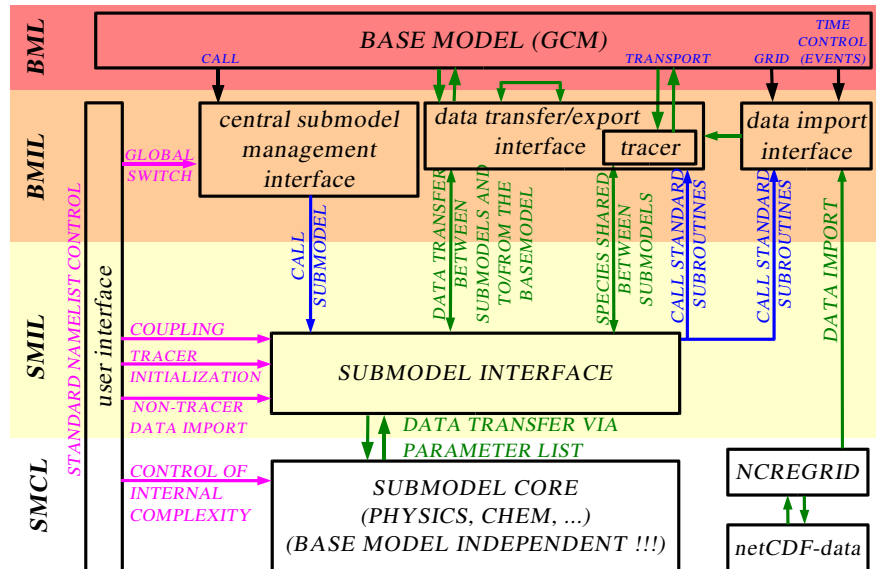 BML
BASE MODEL (GCM)
CALL
TRANSPORT
GRID
TIME
CONTROL
(EVENTS)
BMIL
central submodel
management
interface
data transfer/export
interface
tracer
data import
interface
GLOBAL
SWITCH
STANDARD NAMELIST CONTROL
user interface
CALL
SUBMODEL
DATA TRANSFER
BETWEEN
SUBMODELS AND
TO/FROM THE
BASEMODEL
SPECIES SHARED
BETWEEN
SUBMODELS
CALL STANDARD
SUBROUTINES
CALL STANDARD
SUBROUTINES
DATA IMPORT
SMIL
COUPLING
TRACER
INITIALIZATION
NON-TRACER
DATA IMPORT
SUBMODEL INTERFACE
DATA TRANSFER VIA
PARAMETER LIST
SMCL
CONTROL OF
INTERNAL
COMPLEXITY
SUBMODEL CORE
(PHYSICS, CHEM, ...)
(BASE MODEL INDEPENDENT !!!)
NCREGRID
netCDF-data